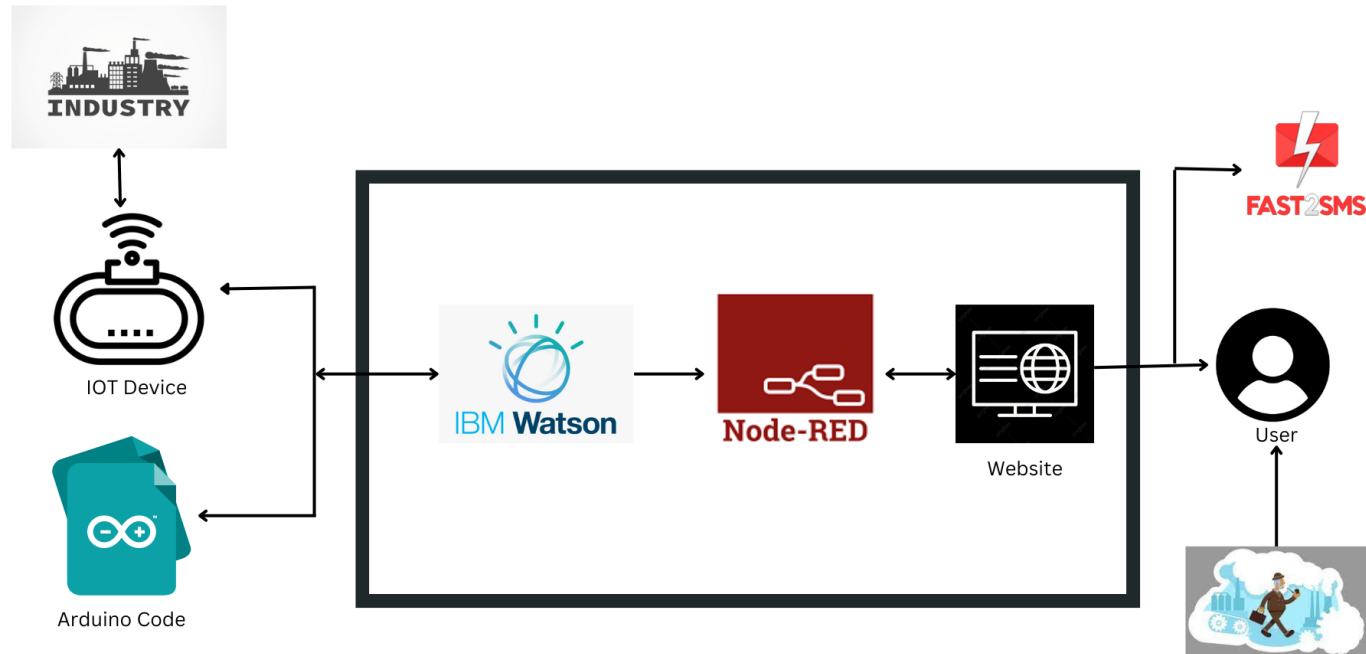 INDUSTRY
IOT Device
Arduino Code
IBM Watson
Node-RED
Website
FAST2SMS
User